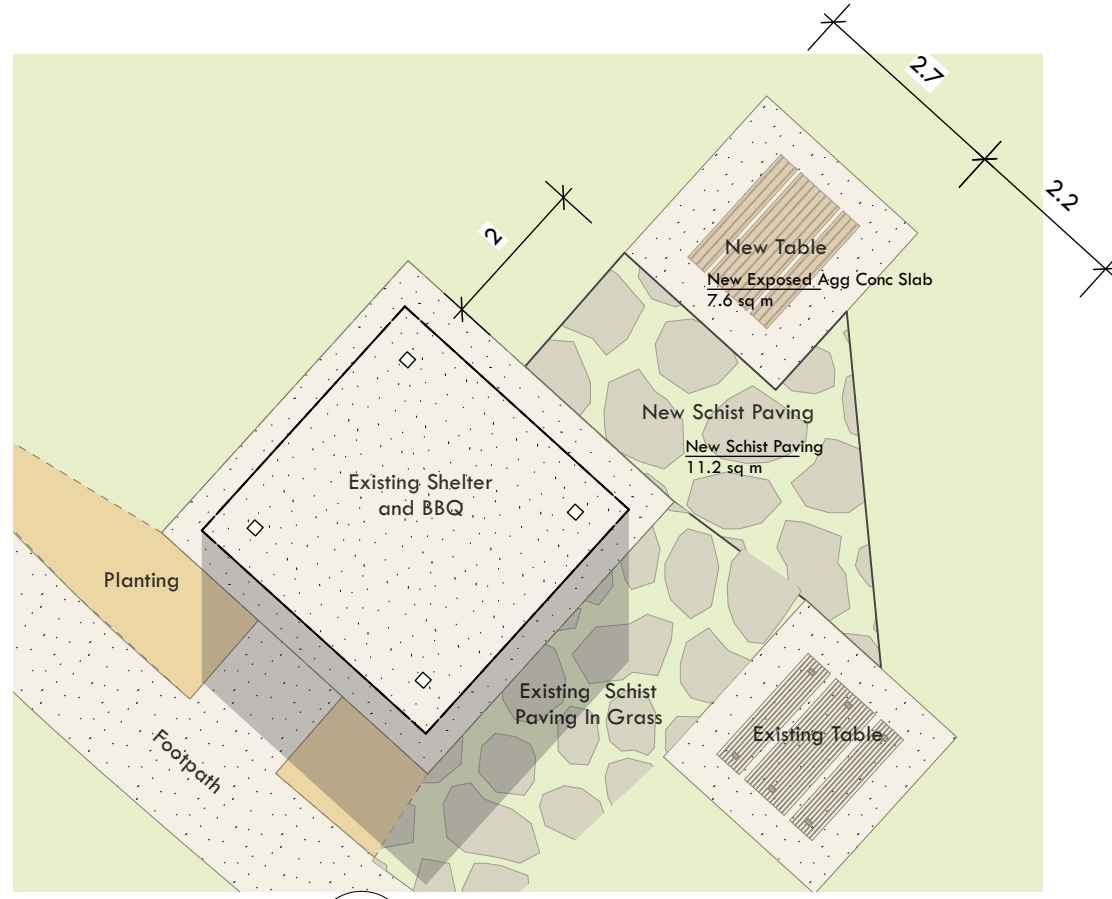 2.7
2.2
2
New Table
New Exposed Agg Conc Slab
7.6 sq m
New Schist Paving
New Schist Paving
11.2 sq m
Existing Shelter
and BBQ
Planting
Existing Schist
Paving In Grass
Existing Table
Footpath